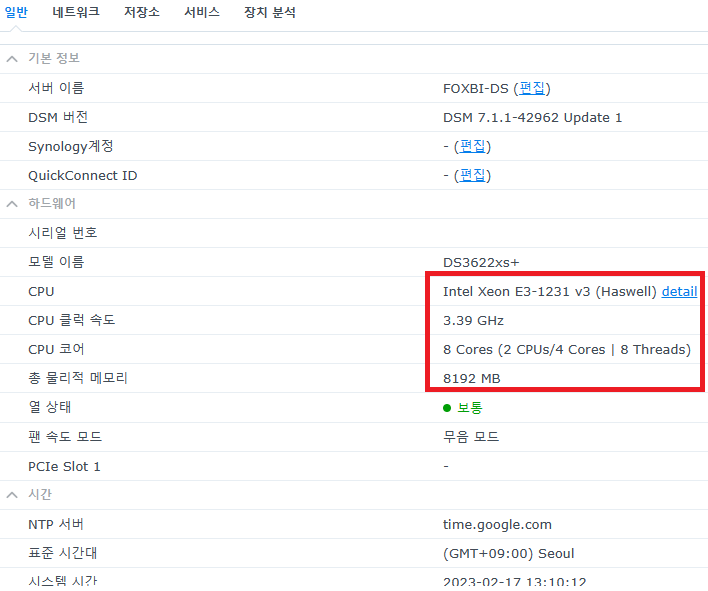 일반 네트워크 저장소 서비스 장치 분석
기본 정보
서버 이름 FOXBI-DS (편집)
DSM 버전 DSM 7.1.1-42962 Update 1
Synology계정 - (편집)
QuickConnect ID - (편집)
하드웨어
시리얼 번호
모델 이름 DS3622xs+
CPU Intel Xeon E3-1231 v3 (Haswell) detail
CPU 클럭 속도 3.39 GHz
CPU 코어 8 Cores (2 CPUs/4 Cores | 8 Threads)
총 물리적 메모리 8192 MB
열 상태 보통
팬 속도 모드 무음 모드
PCIe Slot 1 -
시간
NTP 서버 time.google.com
표준 시간대 (GMT+09:00) Seoul
시스템 시간 2023-02-17 13:10:12